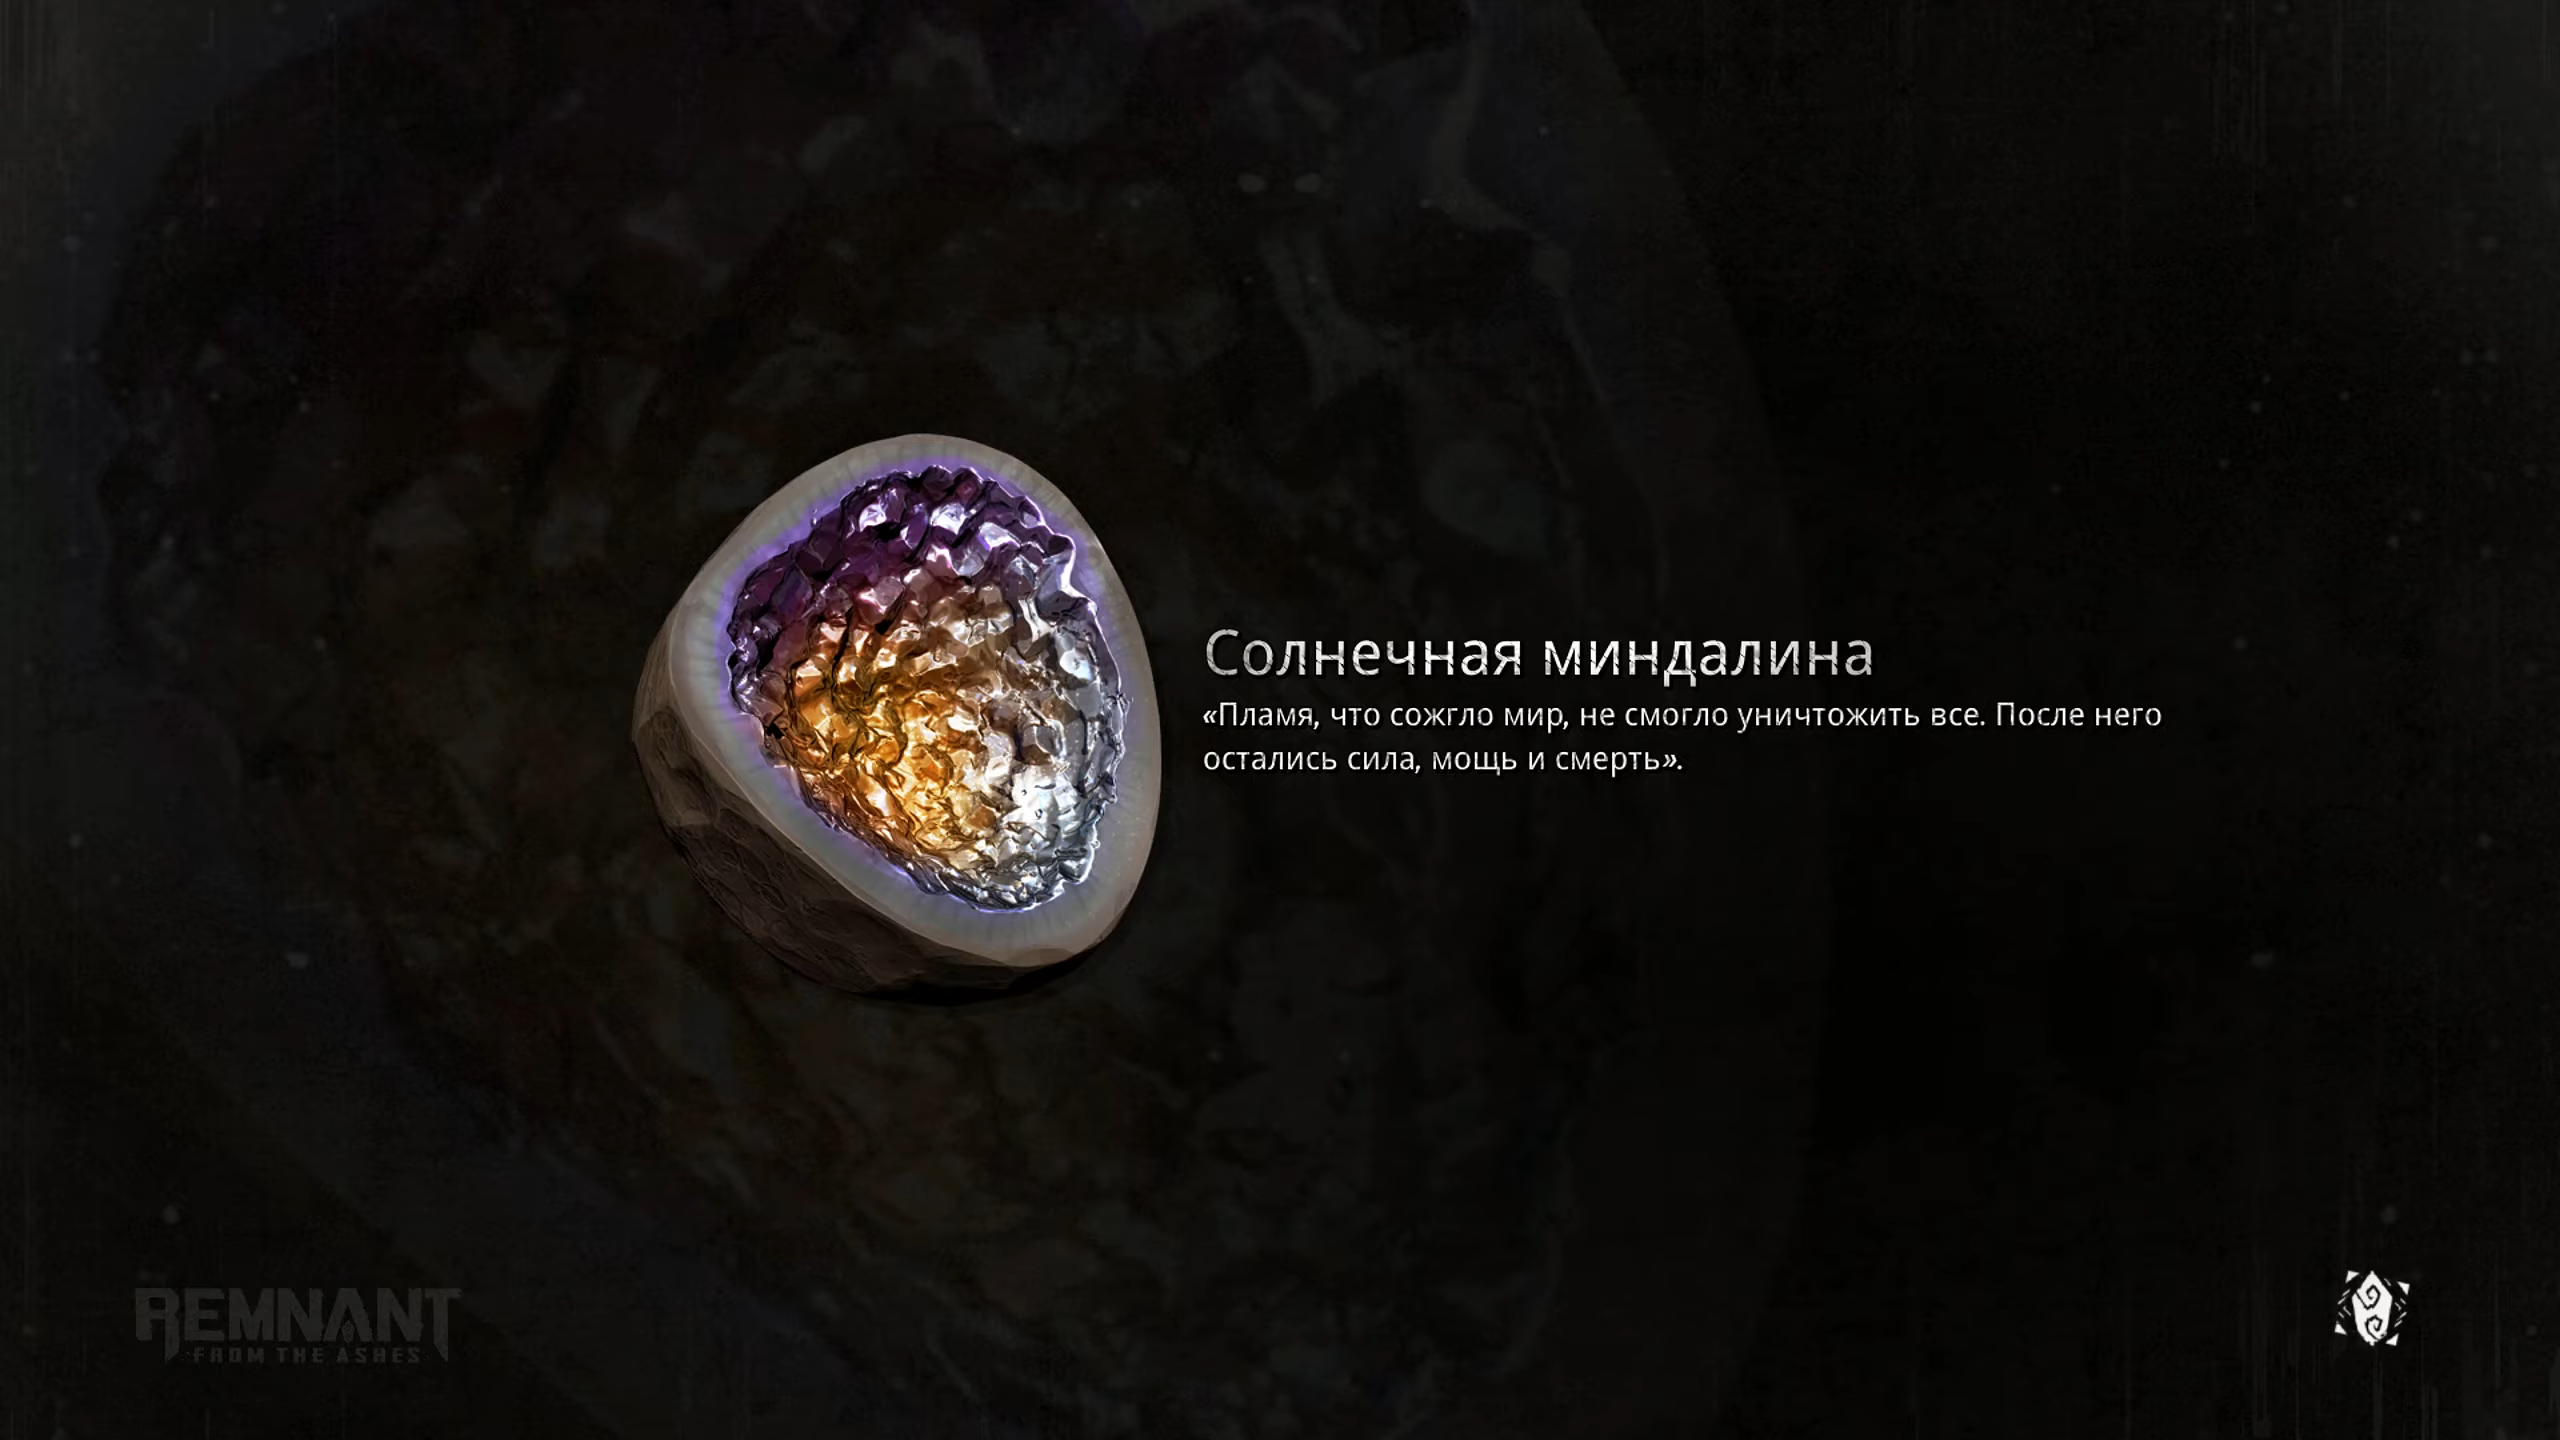 Солнечная миндалина
«Пламя, что сожгло мир, не смогло уничтожить все. После него
остались сила, мощь и смерть».
REMNANT
FROM THE ASHES